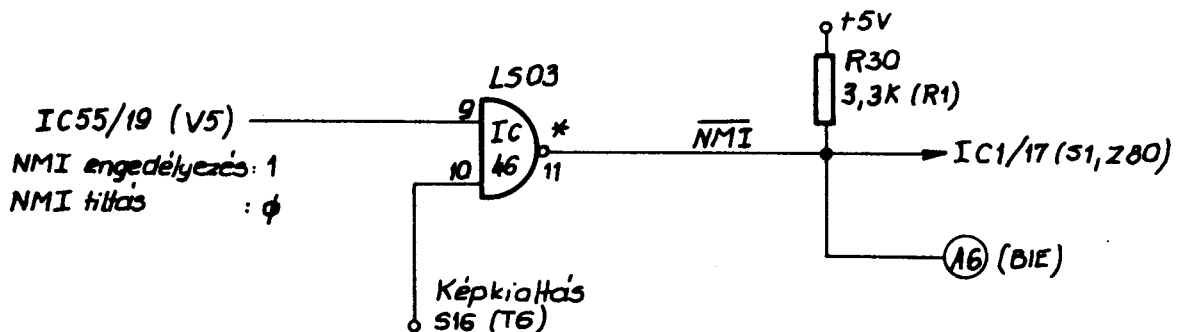 +5V
R30
3,3K (R1)
LS03
IC55/19 (V5)
9
IC
46
*
11
10
NMI
IC1/17 (S1, Z80)
NMI engedélyezés: 1
NMI tiltás : ϕ
A6 (BIE)
Képkioltás
S16 (T6)